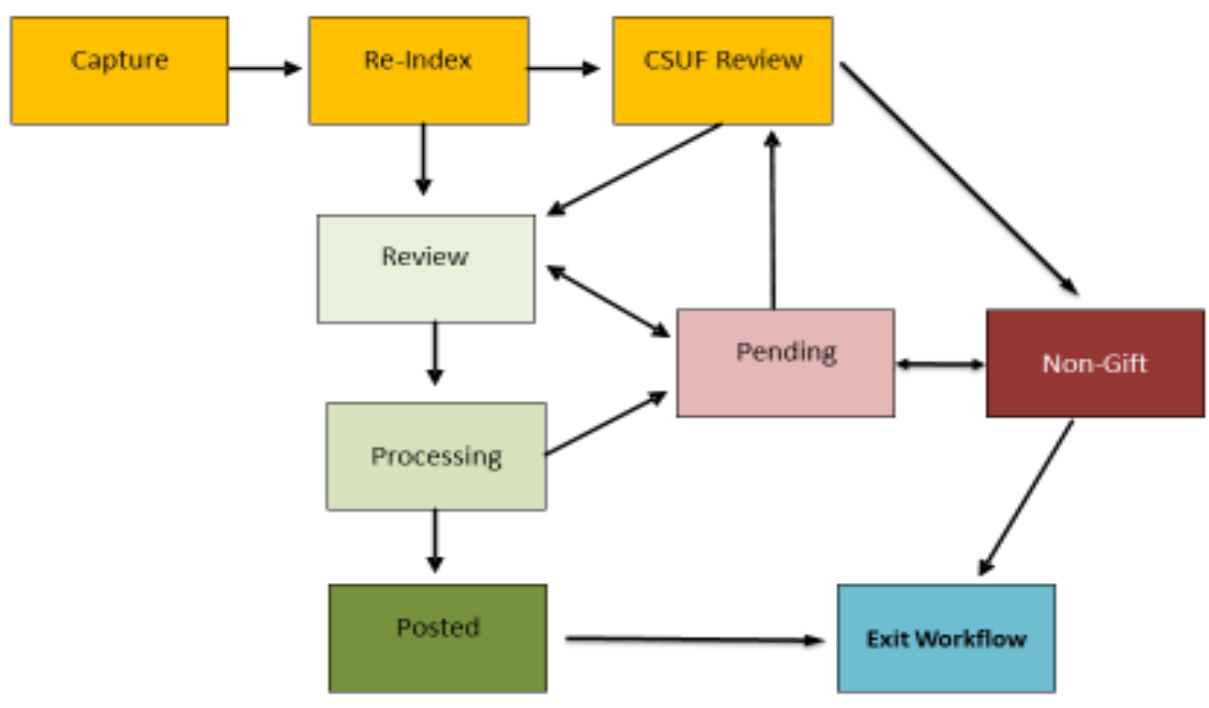 Capture
Re-Index
CSUF Review
Review
Pending
Non-Gift
Processing
Posted
Exit Workflow